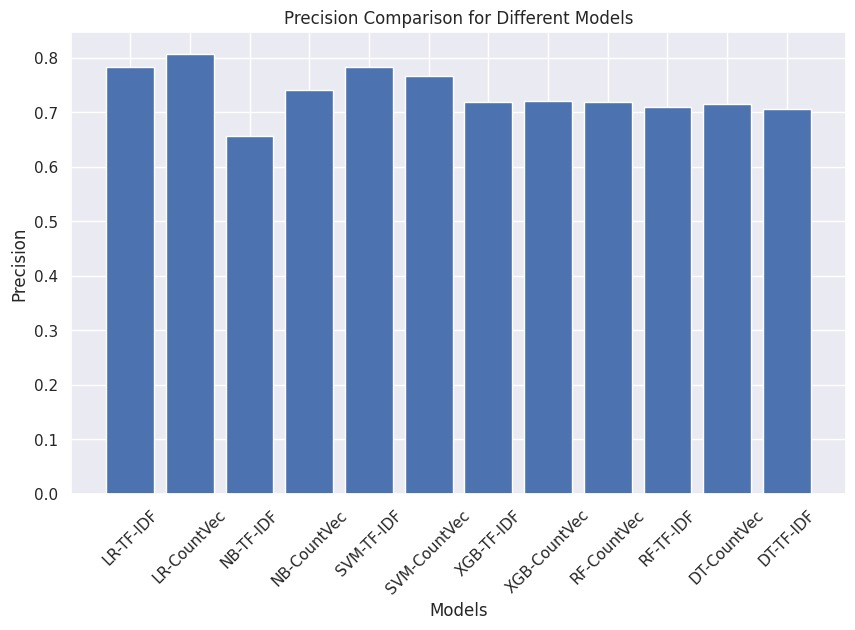 Precision Comparison for Different Models
Precision
0.8
0.7
0.6
0.5
0.4
0.3
0.2
0.1
0.0
LR-TF-IDF
LR-CountVec
NB-TF-IDF
NB-CountVec
SVM-TF-IDF
SVM-CountVec
XGB-TF-IDF
XGB-CountVec
RF-CountVec
RF-TF-IDF
DT-CountVec
DT-TF-IDF
Models